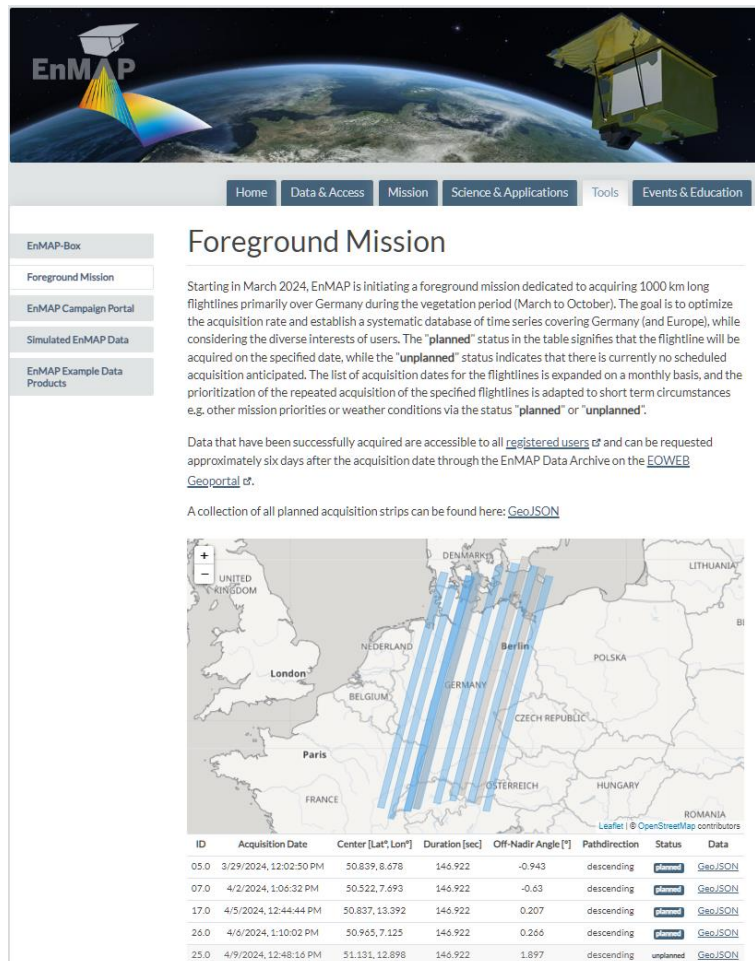 EnMAP
Home Data & Access Mission Science & Applications Tools Events & Education
EnMAP-Box
Foreground Mission
EnMAP Campaign Portal
Simulated EnMAP Data
EnMAP Example Data
Products
Foreground Mission
Starting in March 2024, EnMAP is initiating a foreground mission dedicated to acquiring 1000 km long
flightlines primarily over Germany during the vegetation period (March to October). The goal is to optimize
the acquisition rate and establish a systematic database of time series covering Germany (and Europe), while
considering the diverse interests of users. The "planned" status in the table signifies that the flightline will be
acquired on the specified date, while the "unplanned" status indicates that there is currently no scheduled
acquisition anticipated. The list of acquisition dates for the flightlines is expanded on a monthly basis, and the
prioritization of the repeated acquisition of the specified flightlines is adapted to short term circumstances
e.g. other mission priorities or weather conditions via the status "planned" or "unplanned".
Data that have been successfully acquired are accessible to all registered users and can be requested
approximately six days after the acquisition date through the EnMAP Data Archive on the EOWEB
Geoportal.
A collection of all planned acquisition strips can be found here: GeoJSON
+
−
DENMARK
LITHUANIA
UNITED
KINGDOM
NEDERLAND
Berlin
POLSKA
London
GERMANY
BELGIUM
CZECH REPUBLIC
Paris
ÖSTERREICH
HUNGARY
FRANCE
ROMANIA
Leaflet | © OpenStreetMap contributors
ID Acquisition Date Center [Lat°, Lon°] Duration [sec] Off-Nadir Angle [°] Pathdirection Status Data
05.0 3/29/2024, 12:02:50 PM 50.839, 8.678 146.922 -0.943 descending planned GeoJSON
07.0 4/2/2024, 1:06:32 PM 50.522, 7.693 146.922 -0.63 descending planned GeoJSON
17.0 4/5/2024, 12:44:44 PM 50.837, 13.392 146.922 0.207 descending planned GeoJSON
26.0 4/6/2024, 1:10:02 PM 50.965, 7.125 146.922 0.266 descending planned GeoJSON
25.0 4/9/2024, 12:48:16 PM 51.131, 12.898 146.922 1.897 descending unplanned GeoJSON